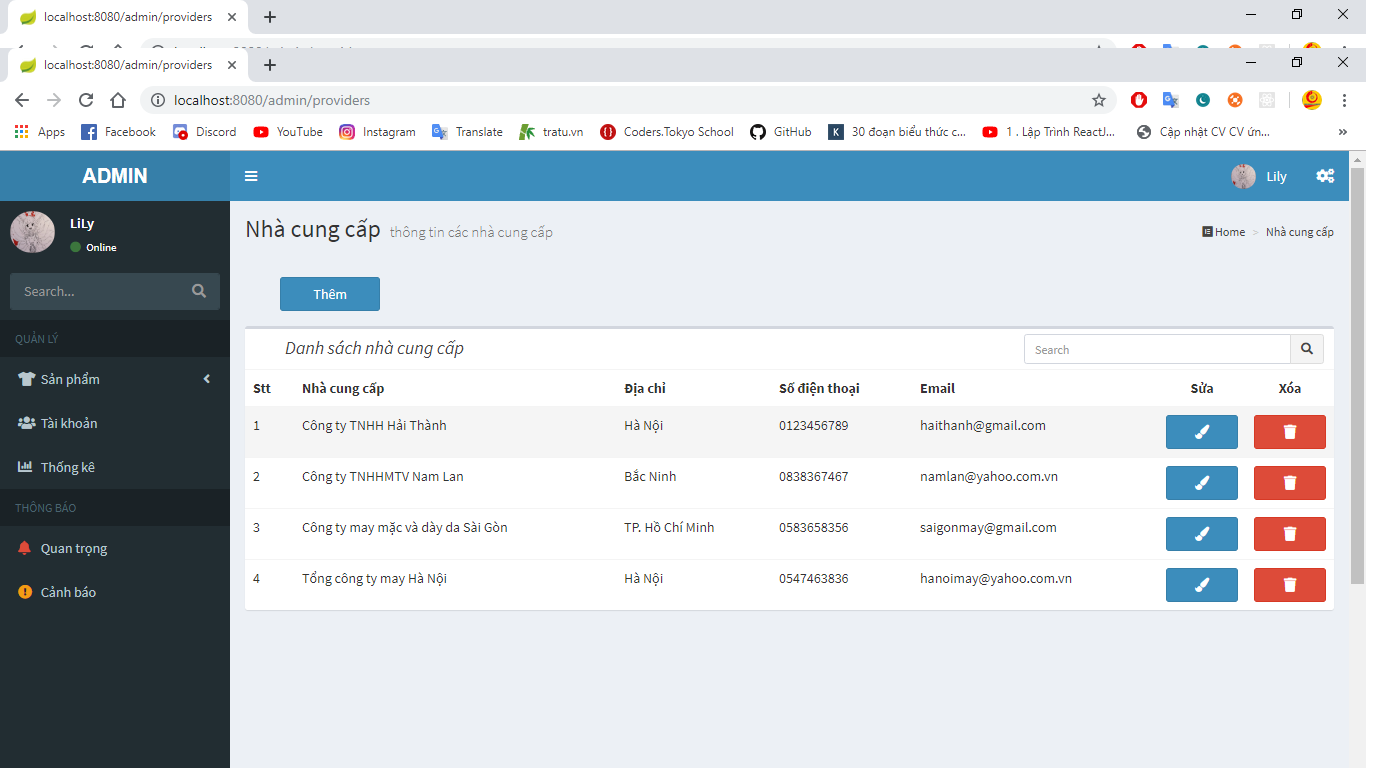 localhost:8080/admin/providers
localhost:8080/admin/providers
localhost:8080/admin/providers
Apps Facebook Discord YouTube Instagram Translate tratu.vn Coders.Tokyo School GitHub 30 đoạn biểu thức c... 1 . Lập Trình ReactJ... Cập nhật CV CV ứn...
ADMIN
Lily
LiLy
Online
Search...
QUẢN LÝ
Sản phẩm
Tài khoản
Thống kê
THÔNG BÁO
Quan trọng
Cảnh báo
Nhà cung cấp thông tin các nhà cung cấp
Home > Nhà cung cấp
Thêm
Danh sách nhà cung cấp
Search
Stt Nhà cung cấp Địa chỉ Số điện thoại Email Sửa Xóa
1 Công ty TNHH Hải Thành Hà Nội 0123456789 haithanh@gmail.com
2 Công ty TNHHMTV Nam Lan Bắc Ninh 0838367467 namlan@yahoo.com.vn
3 Công ty may mặc và dày da Sài Gòn TP. Hồ Chí Minh 0583658356 saigonmay@gmail.com
4 Tổng công ty may Hà Nội Hà Nội 0547463836 hanoimay@yahoo.com.vn